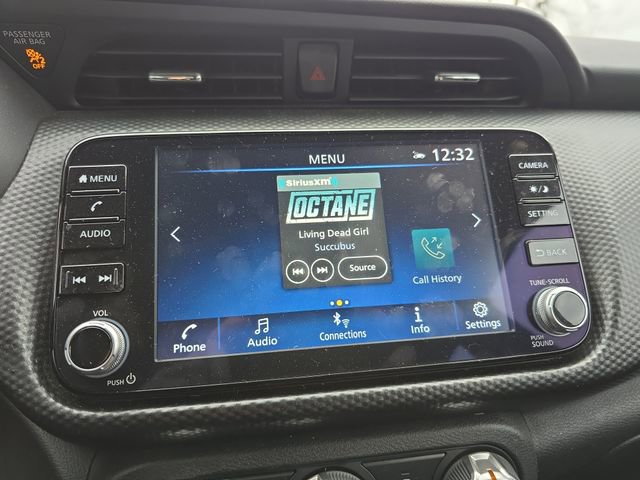 PASSENGER
AIR BAG
OFF
MENU
AUDIO
VOL
PUSH
MENU
12:32
SiriusXM
OCTANE
Living Dead Girl
Succubus
Source
Call History
Phone
Audio
Connections
Info
Settings
CAMERA
SETTING
BACK
TUNE·SCROLL
PUSH
SOUND